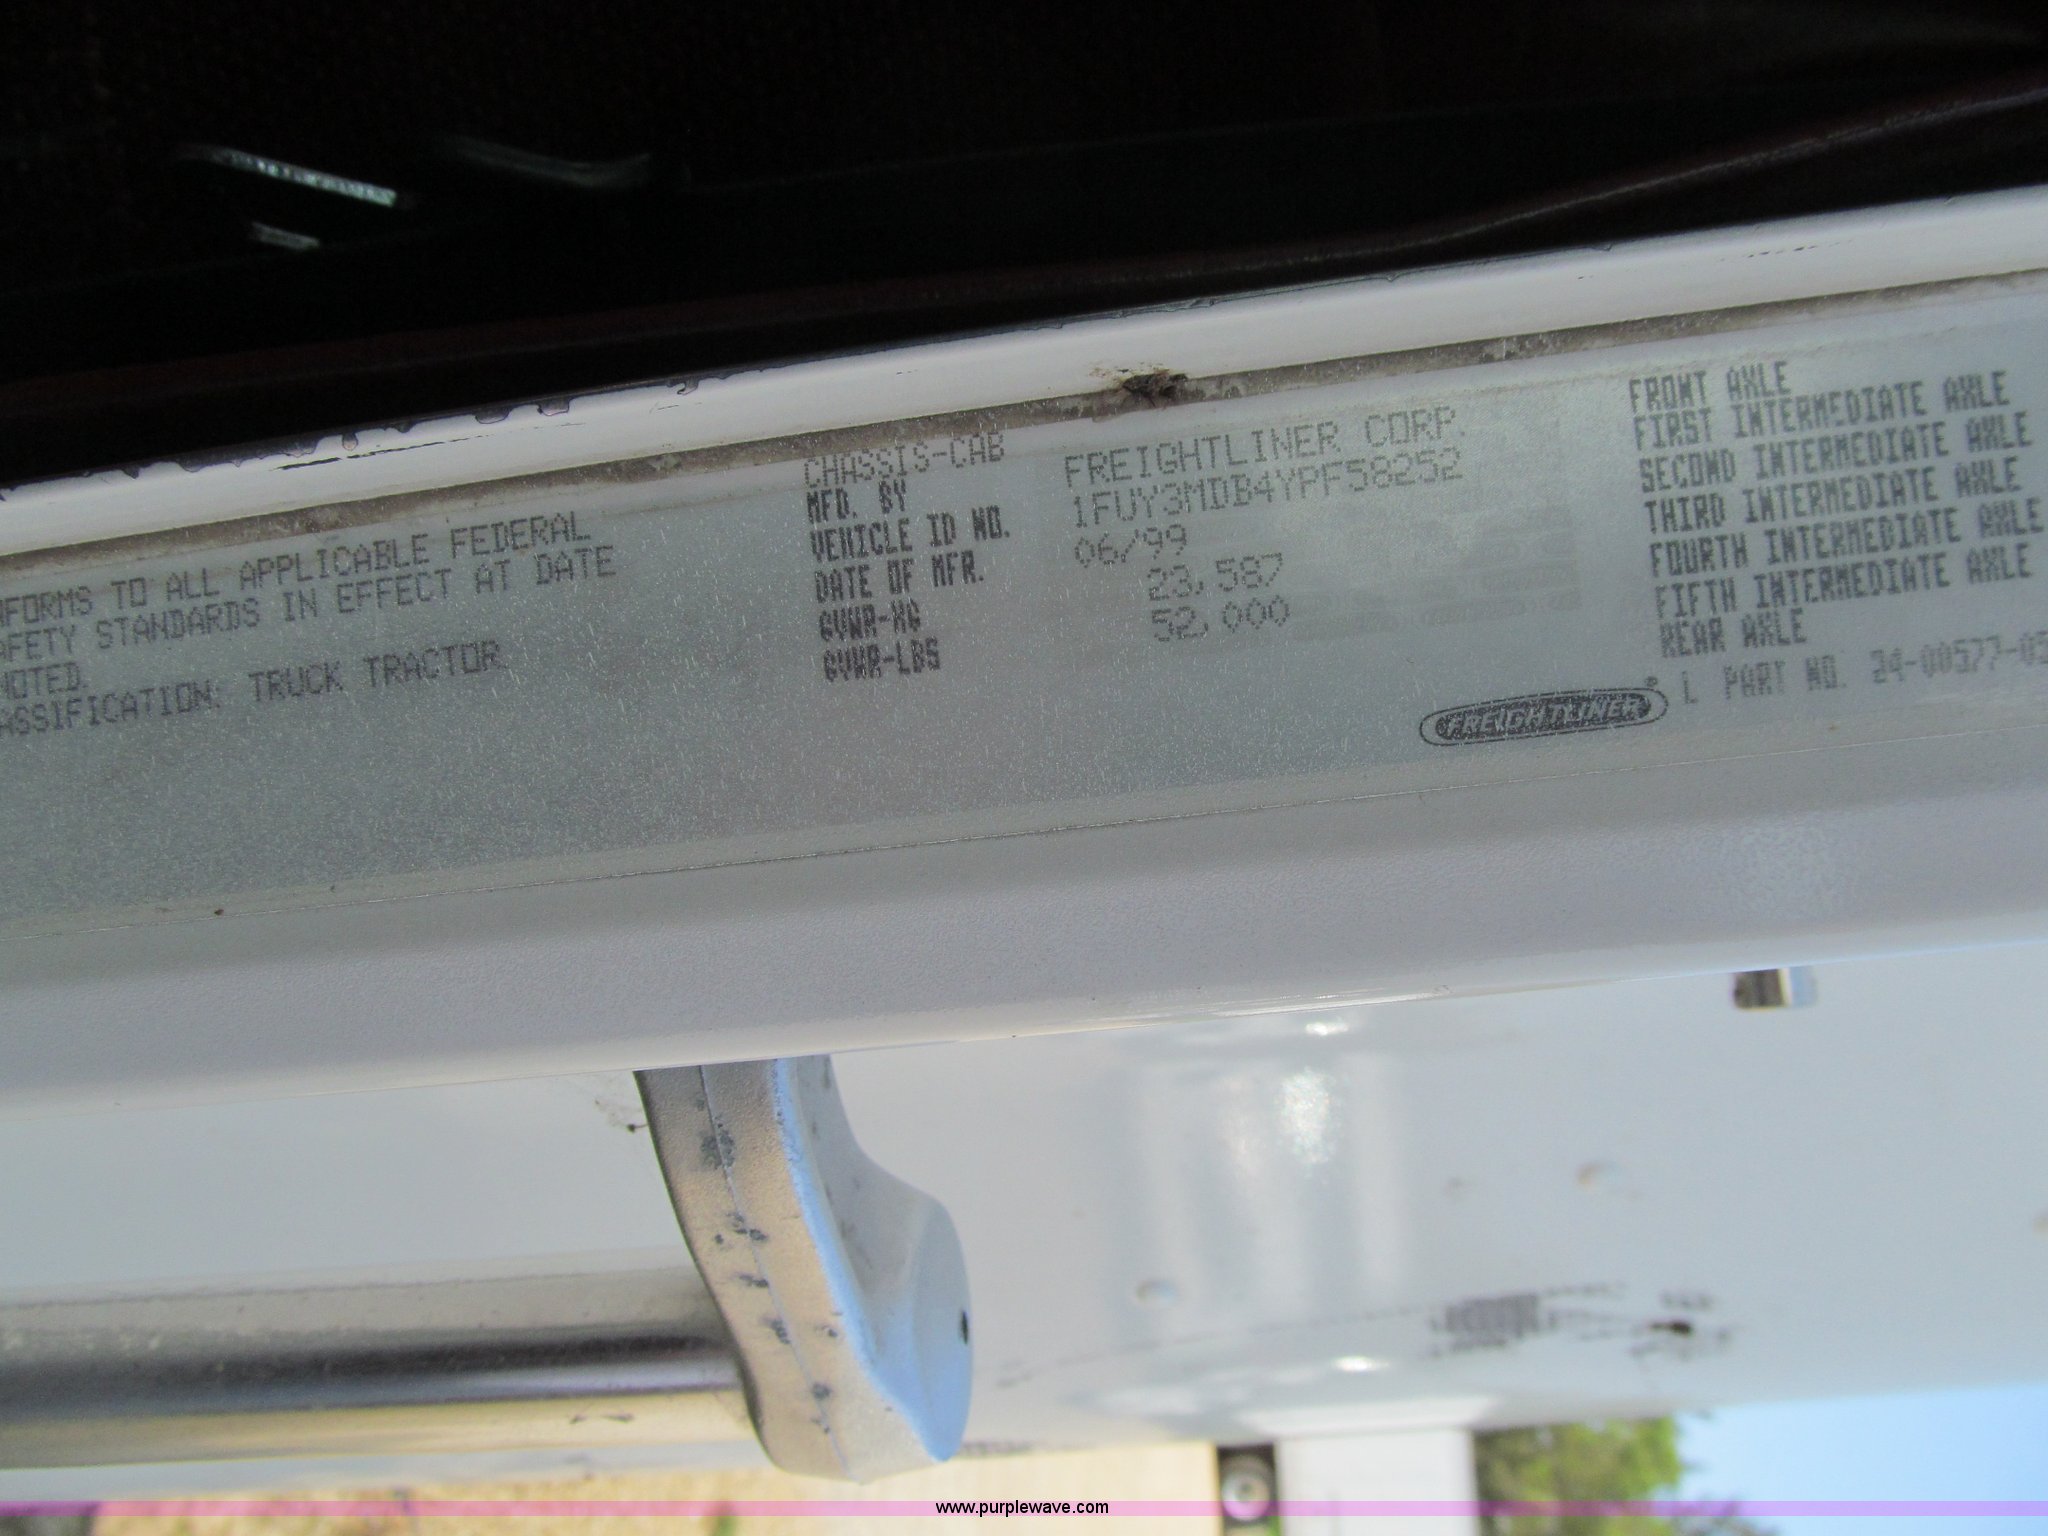 NFORMS TO ALL APPLICABLE FEDERAL
AFETY STANDARDS IN EFFECT AT DATE
NOTED.
ASSIFICATION: TRUCK TRACTOR
CHASSIS-CAB
MFD. BY FREIGHTLINER CORP.
VEHICLE ID NO. 1FUY3MDB4YPF58252
DATE OF MFR. 06/99
GVWR-KG 23,587
GVWR-LBS 52,000
FRONT AXLE
FIRST INTERMEDIATE AXLE
SECOND INTERMEDIATE AXLE
THIRD INTERMEDIATE AXLE
FOURTH INTERMEDIATE AXLE
FIFTH INTERMEDIATE AXLE
REAR AXLE
FREIGHTLINER®
L PART NO. 24-00577-05
www.purplewave.com